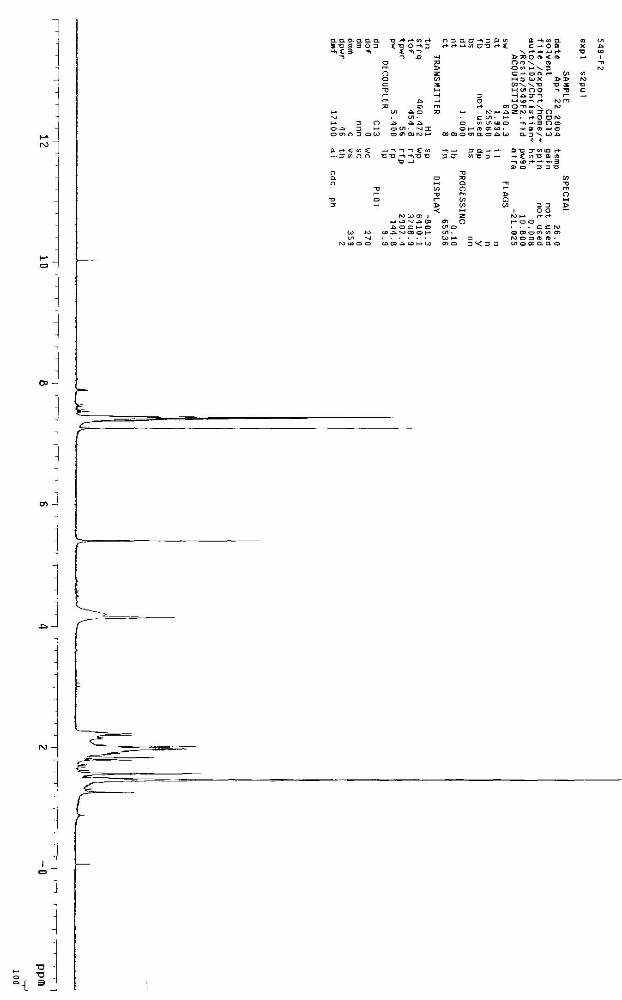 549-F2
exp1 s2pul
SAMPLE
date Apr 22 2004
solvent CDCl3
file /export/home/~
auto/1D3/Christian~
/Resin/549F2.fid
ACQUISITION
sw 6410.3
at 1.994
np 25560
fb not used
bs 16
d1 1.000
nt 8
ct 8
TRANSMITTER
tn H1
sfrq 400.472
tof 454.8
tpwr 56
pw 5.400
DECOUPLER
dn C13
dof 0
dm nnn
dmm c
dpwr 46
dmf 17100
SPECIAL
temp 26.0
gain not used
spin not used
hst 0.008
pw90 10.800
alfa -21.025
FLAGS
il n
in n
dp y
hs nn
PROCESSING
lb 0.10
fn 65536
DISPLAY
sp -801.3
wp 6410.1
rfl 3708.9
rfp 2907.4
rp 144.8
lp 9.9
PLOT
wc 270
sc 0
vs 359
th 2
ai cdc ph
12 10 8 6 4 2 -0 ppm
100